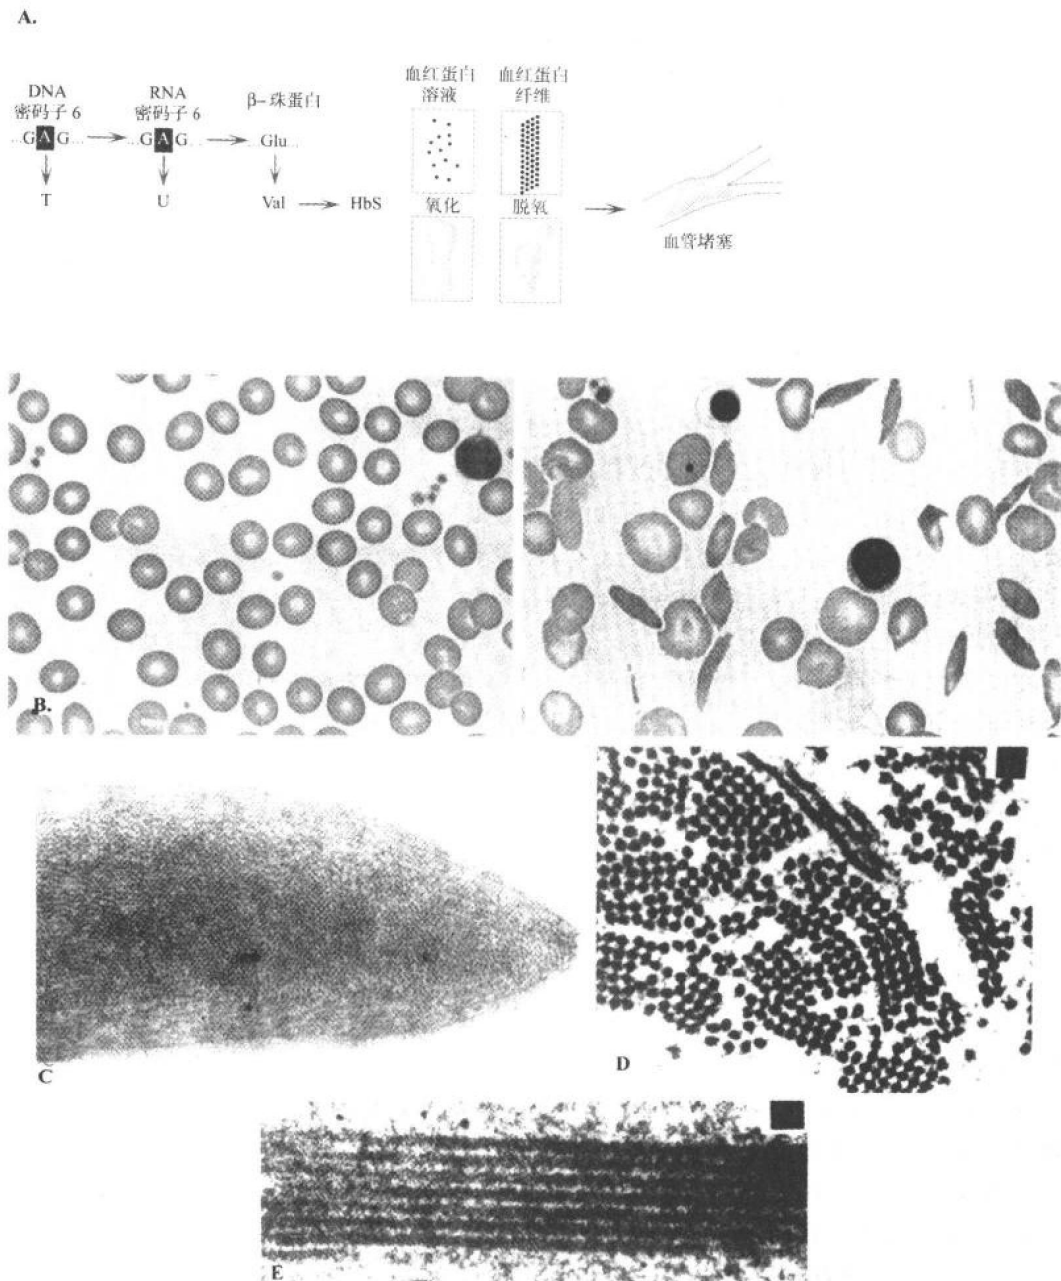 A.
血红蛋白 血红蛋白
溶液 纤维
DNA RNA β-珠蛋白
密码子 6 密码子 6
...G A G... ...G A G... ...Glu...
T U Val HbS 氧化 脱氧
血管堵塞
B.
C
D
E